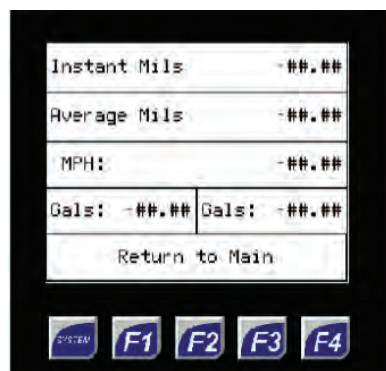 Instant Mils -##.##
Average Mils -##.##
MPH: -##.##
Gals: -##.## Gals: -##.##
Return to Main
SYSTEM F1 F2 F3 F4